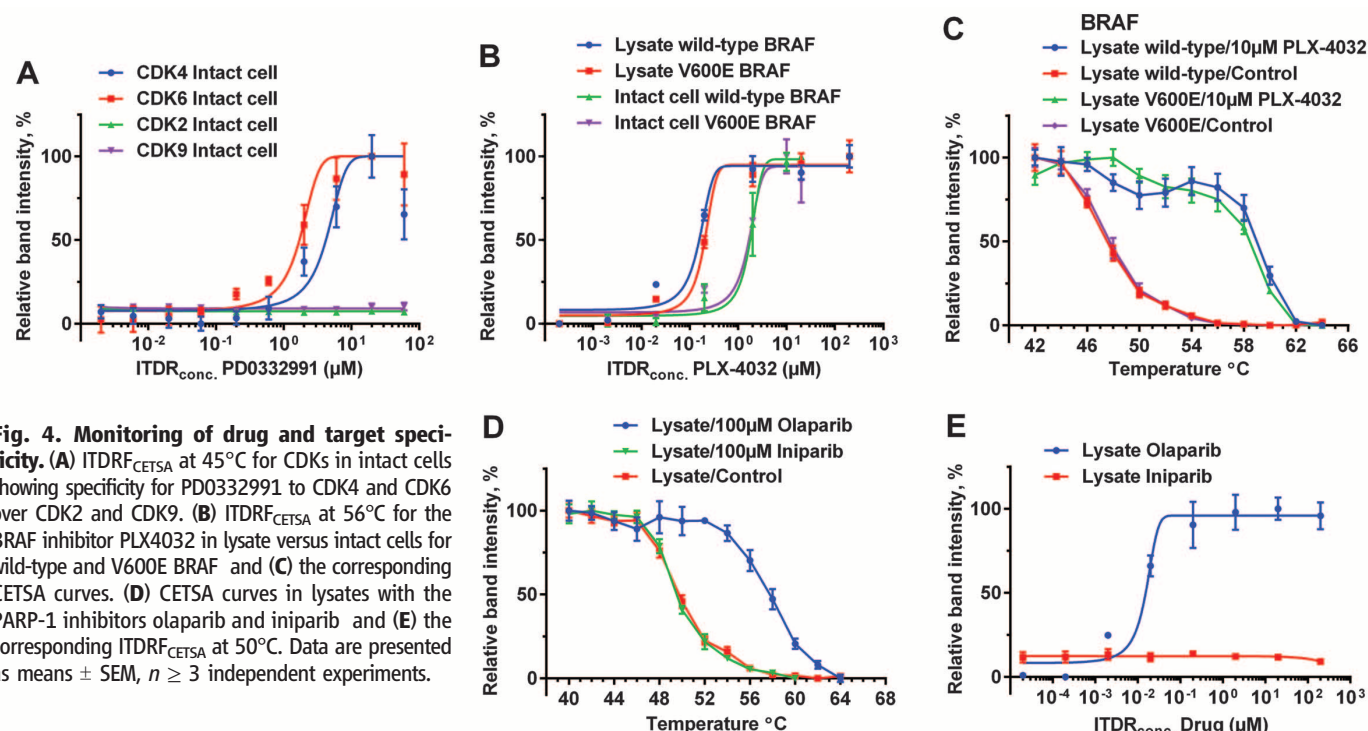 A
CDK4 Intact cell
CDK6 Intact cell
CDK2 Intact cell
CDK9 Intact cell
Relative band intensity, %
100
50
0
10-2 10-1 100 101 102
ITDRconc. PD0332991 (µM)
B
Lysate wild-type BRAF
Lysate V600E BRAF
Intact cell wild-type BRAF
Intact cell V600E BRAF
Relative band intensity, %
100
50
0
10-3 10-2 10-1 100 101 102 103
ITDRconc. PLX-4032 (µM)
C
BRAF
Lysate wild-type/10µM PLX-4032
Lysate wild-type/Control
Lysate V600E/10µM PLX-4032
Lysate V600E/Control
Relative band intensity, %
100
50
0
42 46 50 54 58 62 66
Temperature °C
Fig. 4. Monitoring of drug and target speci-
ficity. (A) ITDRFCETSA at 45°C for CDKs in intact cells
showing specificity for PD0332991 to CDK4 and CDK6
over CDK2 and CDK9. (B) ITDRFCETSA at 56°C for the
BRAF inhibitor PLX4032 in lysate versus intact cells for
wild-type and V600E BRAF and (C) the corresponding
CETSA curves. (D) CETSA curves in lysates with the
PARP-1 inhibitors olaparib and iniparib and (E) the
corresponding ITDRFCETSA at 50°C. Data are presented
as means ± SEM, n ≥ 3 independent experiments.
D
Lysate/100µM Olaparib
Lysate/100µM Iniparib
Lysate/Control
Relative band intensity, %
100
50
0
40 44 48 52 56 60 64 68
Temperature °C
E
Lysate Olaparib
Lysate Iniparib
Relative band intensity, %
100
50
0
10-4 10-3 10-2 10-1 100 101 102 103
ITDRconc. Drug (µM)